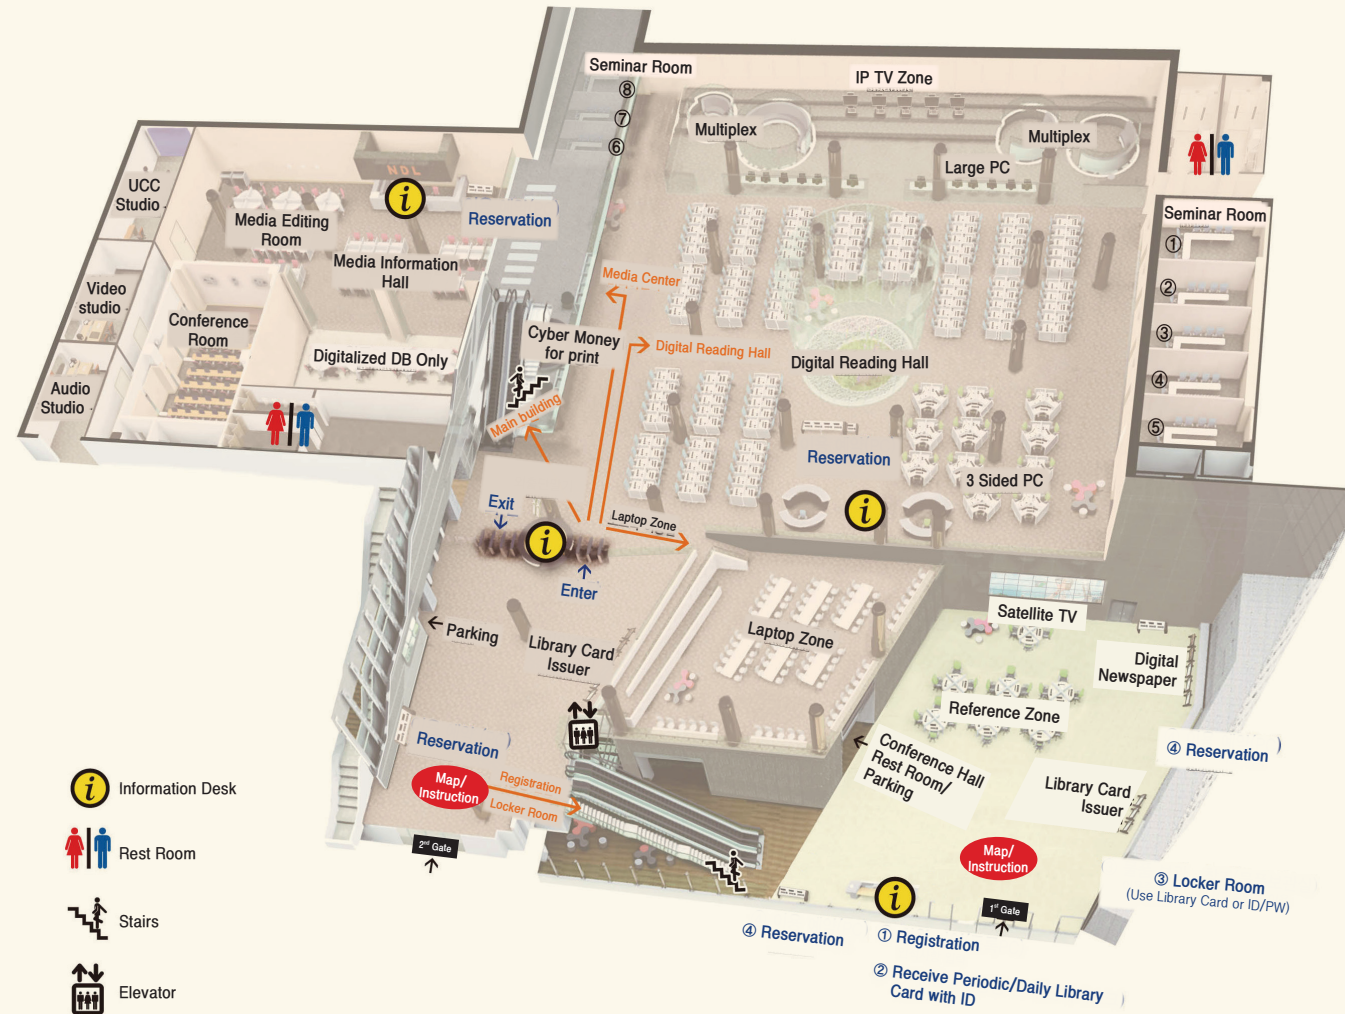 Seminar Room
⑧
⑦
⑥
IP TV Zone
Multiplex
Multiplex
Large PC
UCC
Studio
NDL
i
Reservation
Media Editing
Room
Media Information
Hall
Seminar Room
①
②
③
④
⑤
Video
studio
Conference
Room
Digitalized DB Only
Audio
Studio
Cyber Money
for print
Main building
Media Center
Digital Reading Hall
Digital Reading Hall
Reservation
3 Sided PC
i
Exit
i
Laptop Zone
Enter
Parking
Library Card
Issuer
Laptop Zone
Satellite TV
Digital
Newspaper
Reference Zone
Conference Hall
Rest Room/
Parking
Library Card
Issuer
④ Reservation
Reservation
Map/
Instruction
Registration
Locker Room
2nd Gate
Map/
Instruction
1st Gate
i
③ Locker Room
(Use Library Card or ID/PW)
④ Reservation
① Registration
② Receive Periodic/Daily Library
Card with ID
i
Information Desk
Rest Room
Stairs
Elevator